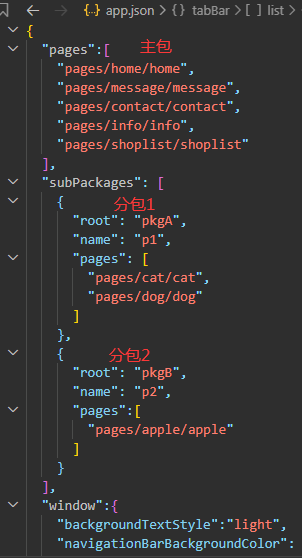 app.json > tabBar > [ ] list >
{
"pages":[ 主包
"pages/home/home",
"pages/message/message",
"pages/contact/contact",
"pages/info/info",
"pages/shoplist/shoplist"
],
"subPackages": [
{ 分包1
"root": "pkgA",
"name": "p1",
"pages": [
"pages/cat/cat",
"pages/dog/dog"
]
},
{ 分包2
"root": "pkgB",
"name": "p2",
"pages":[
"pages/apple/apple"
]
}
],
"window":{
"backgroundTextStyle":"light",
"navigationBarBackgroundColor":